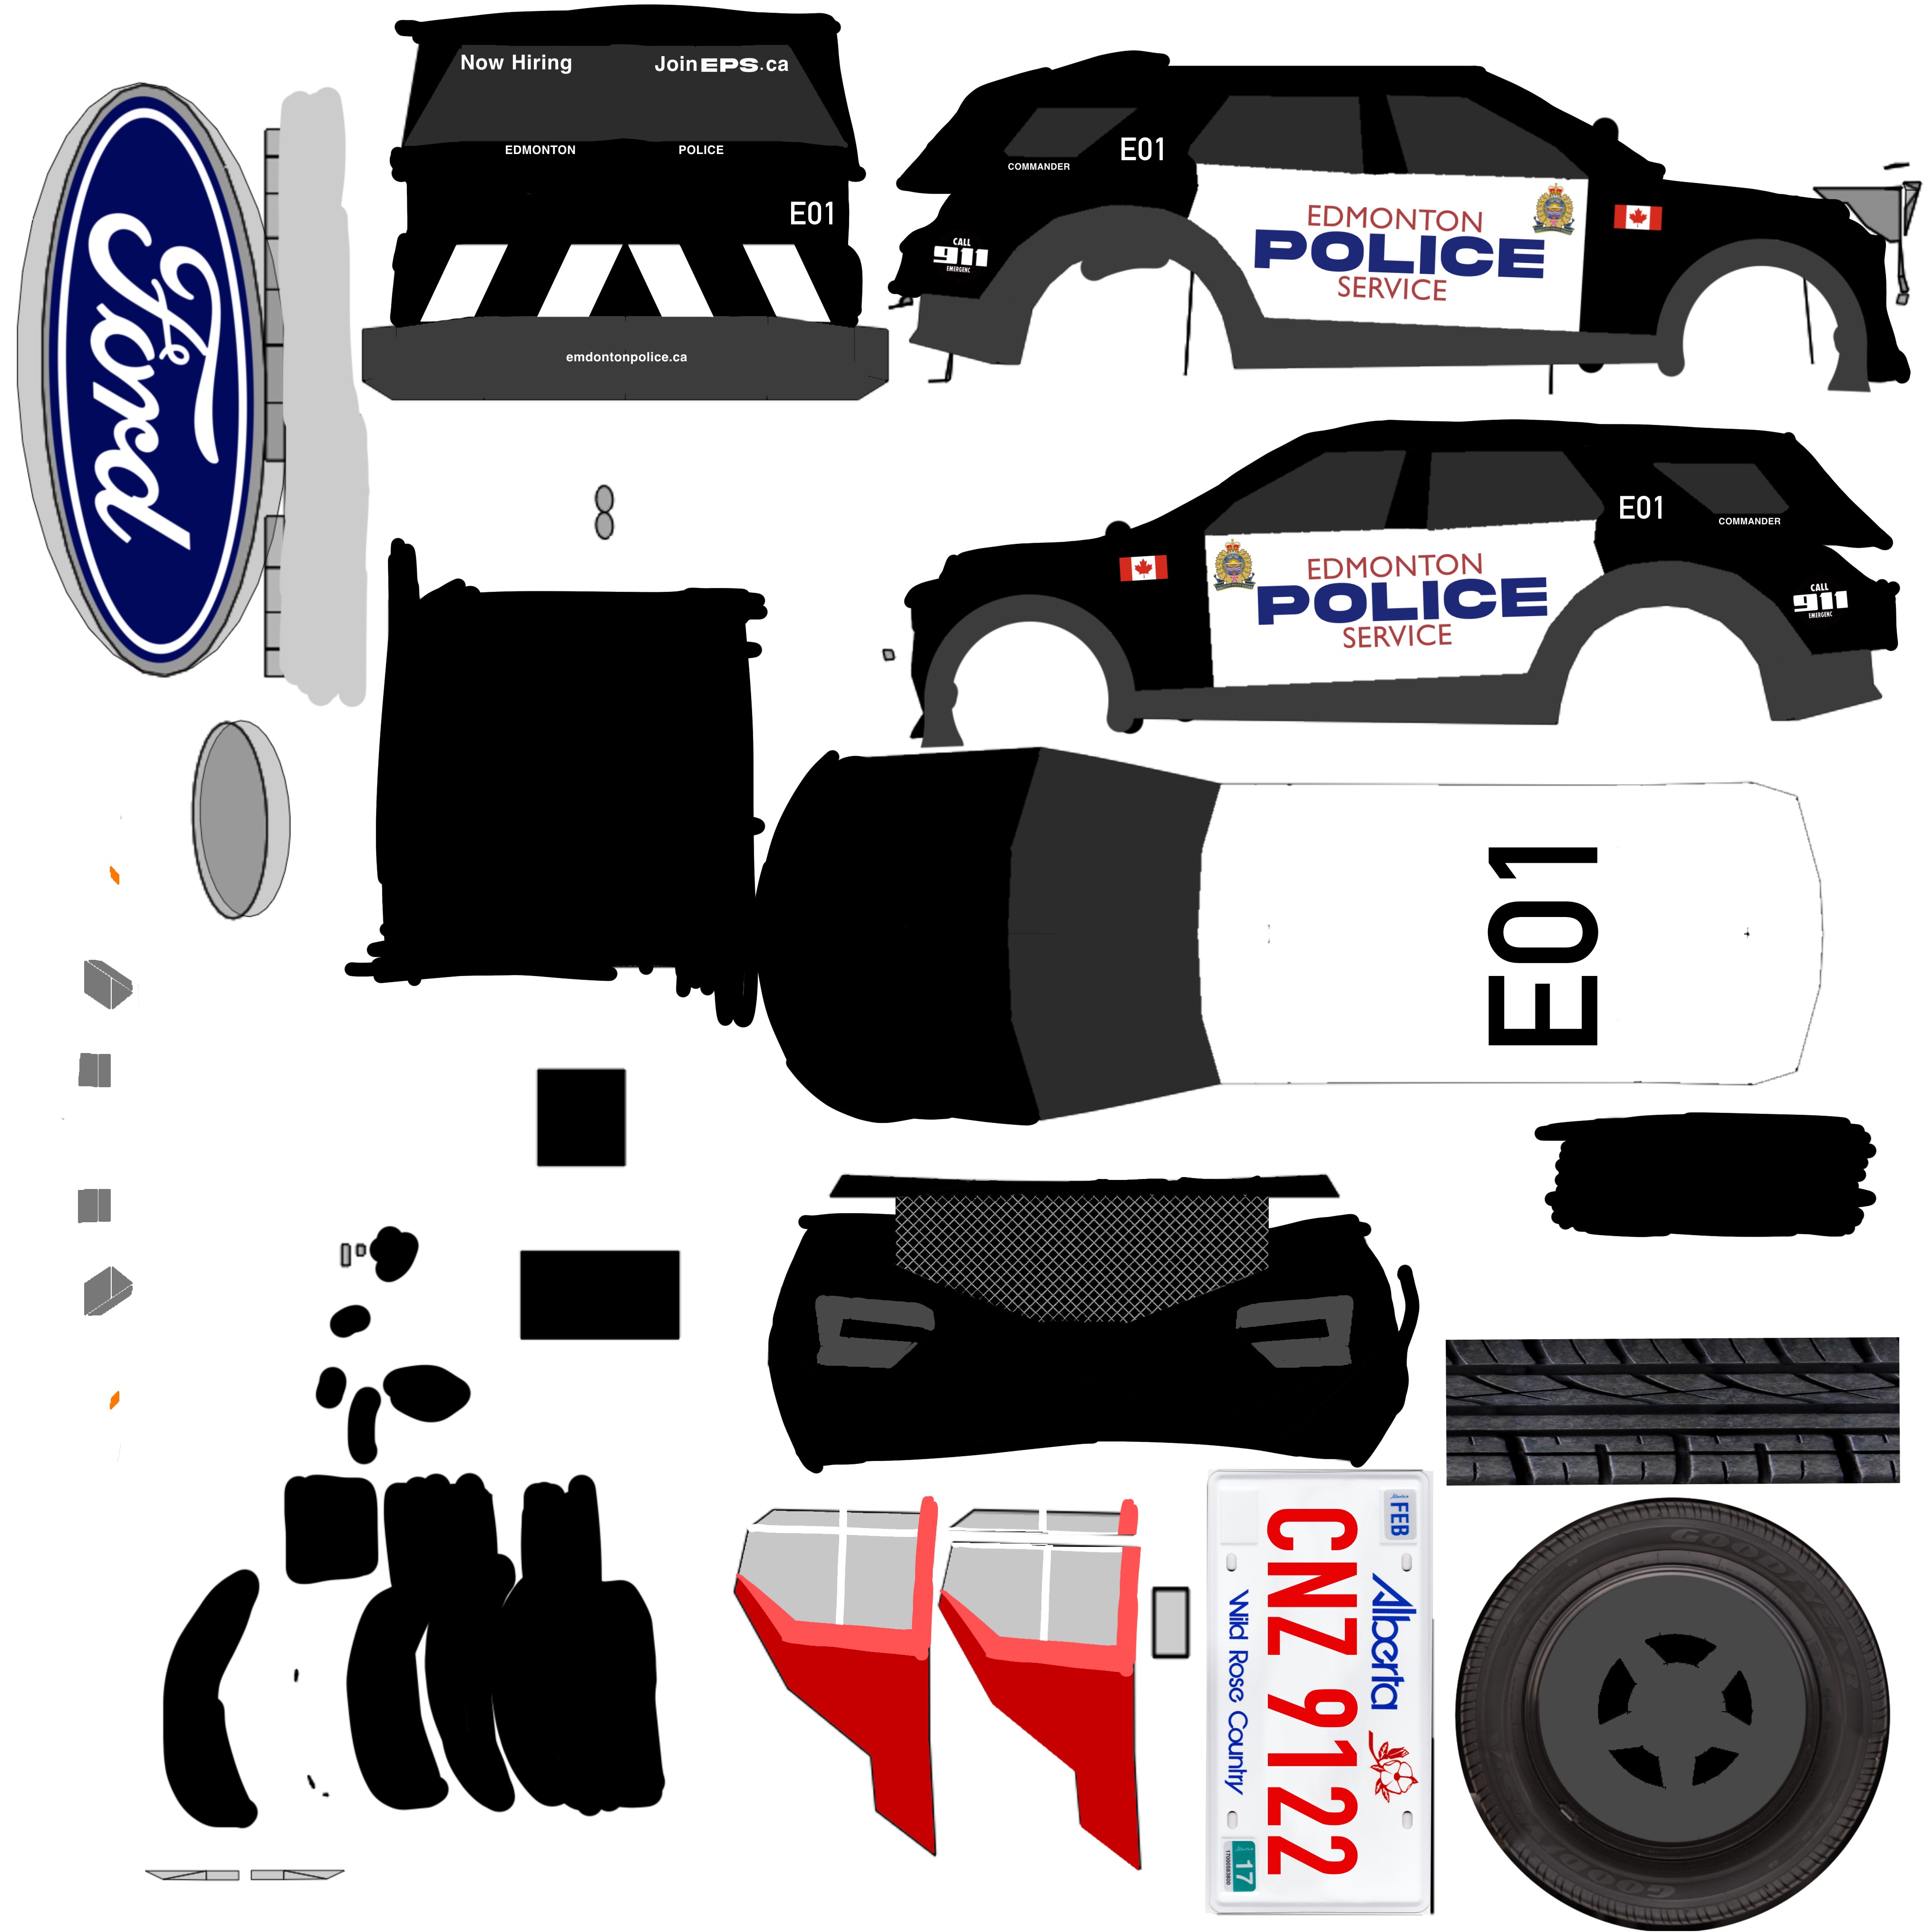 Now Hiring
JoinEPS.ca
EDMONTON
POLICE
E01
emdontonpolice.ca
Ford
E01
COMMANDER
CALL
911
EMERGENC
EDMONTON
POLICE
SERVICE
E01
COMMANDER
EDMONTON
POLICE
SERVICE
CALL
911
EMERGENC
E01
FEB
Alberta
CNZ 9122
Wild Rose Country
17
GOODYEAR